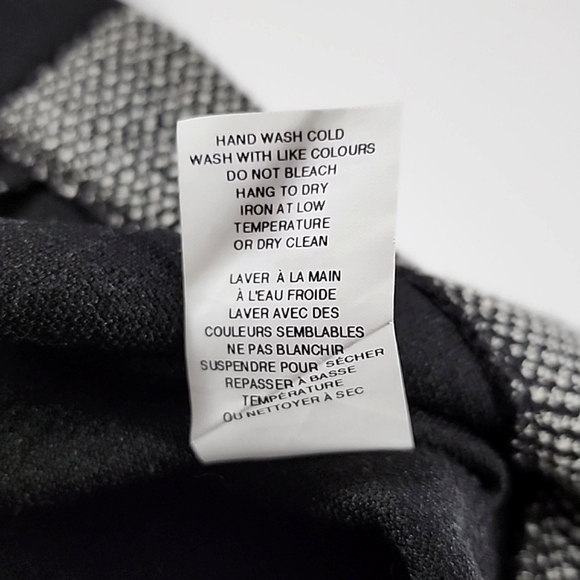 HAND WASH COLD
WASH WITH LIKE COLOURS
DO NOT BLEACH
HANG TO DRY
IRON AT LOW
TEMPERATURE
OR DRY CLEAN
LAVER À LA MAIN
À L'EAU FROIDE
LAVER AVEC DES
COULEURS SEMBLABLES
NE PAS BLANCHIR
SUSPENDRE POUR SÉCHER
REPASSER À BASSE
TEMPÉRATURE
OU NETTOYER À SEC